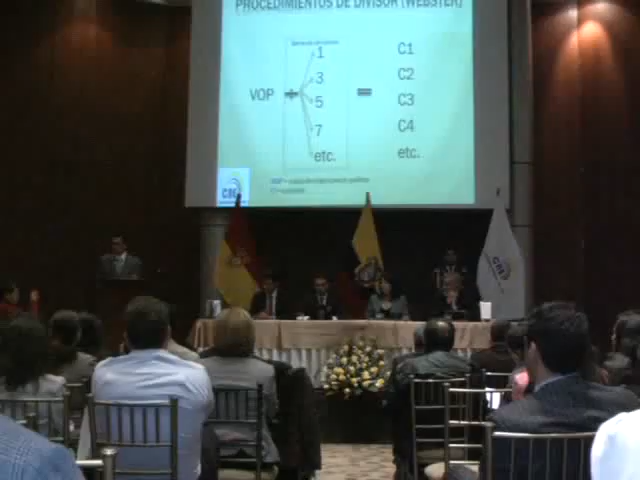 PROCEDIMIENTOS DE DIVISOR (WEBSTER)
VOP ÷ = 
1
3
5
7
etc.
C1
C2
C3
C4
etc.
CNE
CNE